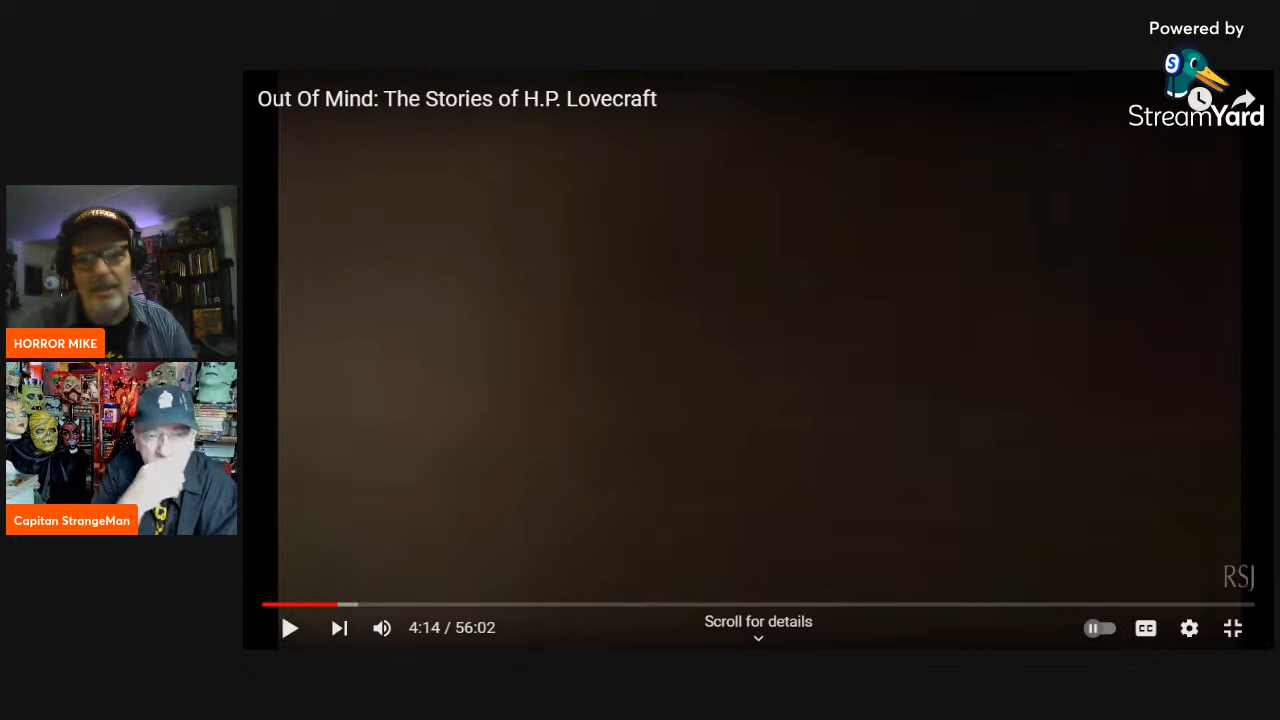 Powered by
StreamYard
Out Of Mind: The Stories of H.P. Lovecraft
HORROR MIKE
Capitan StrangeMan
RSJ
4:14 / 56:02
Scroll for details
CC